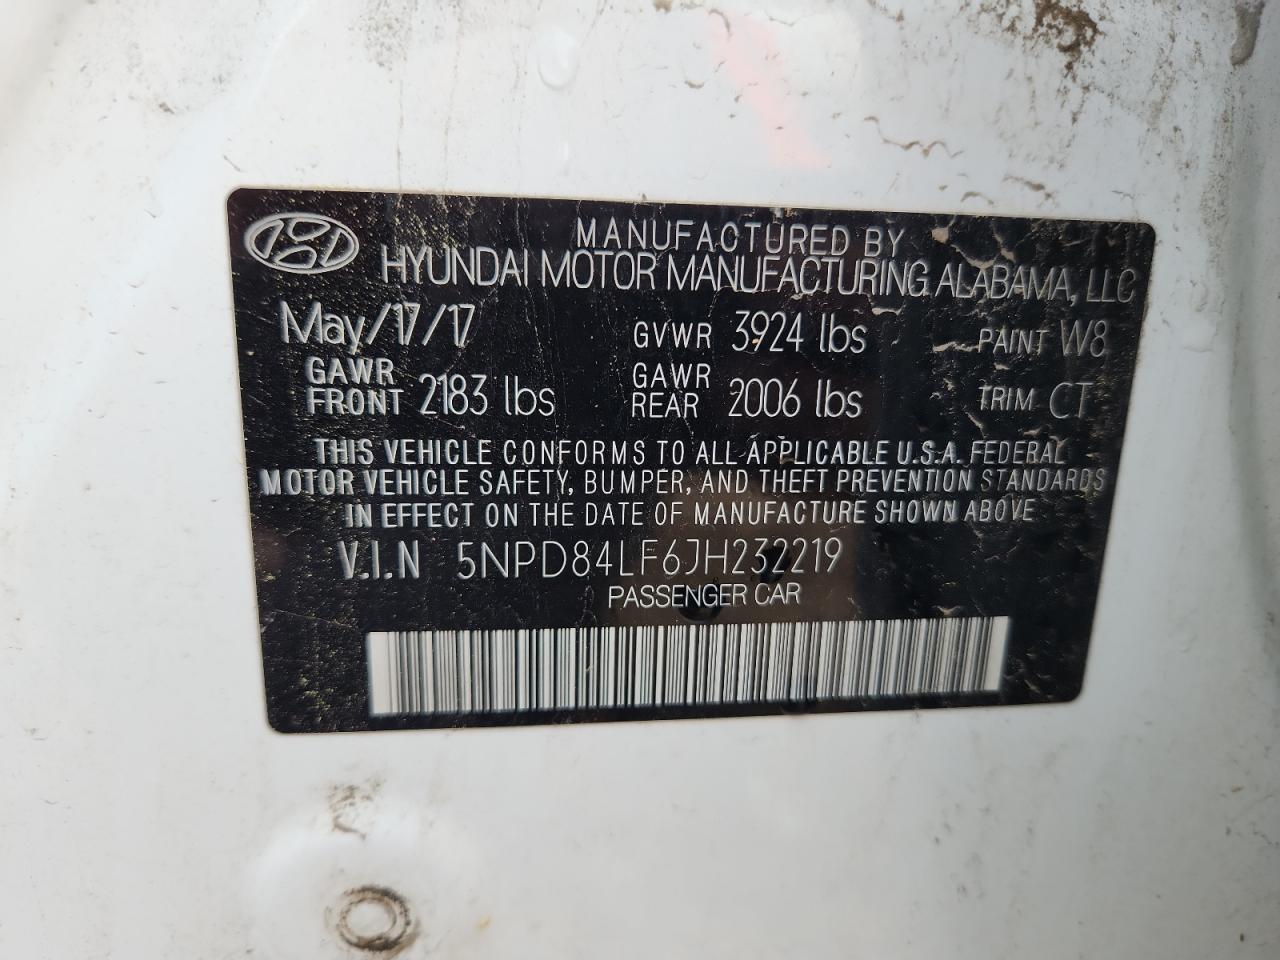 MANUFACTURED BY
HYUNDAI MOTOR MANUFACTURING ALABAMA, LLC
May/17/17 GVWR 3924 lbs PAINT W8
GAWR FRONT 2183 lbs GAWR REAR 2006 lbs TRIM CT
THIS VEHICLE CONFORMS TO ALL APPLICABLE U.S.A. FEDERAL
MOTOR VEHICLE SAFETY, BUMPER, AND THEFT PREVENTION STANDARDS
IN EFFECT ON THE DATE OF MANUFACTURE SHOWN ABOVE
V.I.N 5NPD84LF6JH232219
PASSENGER CAR